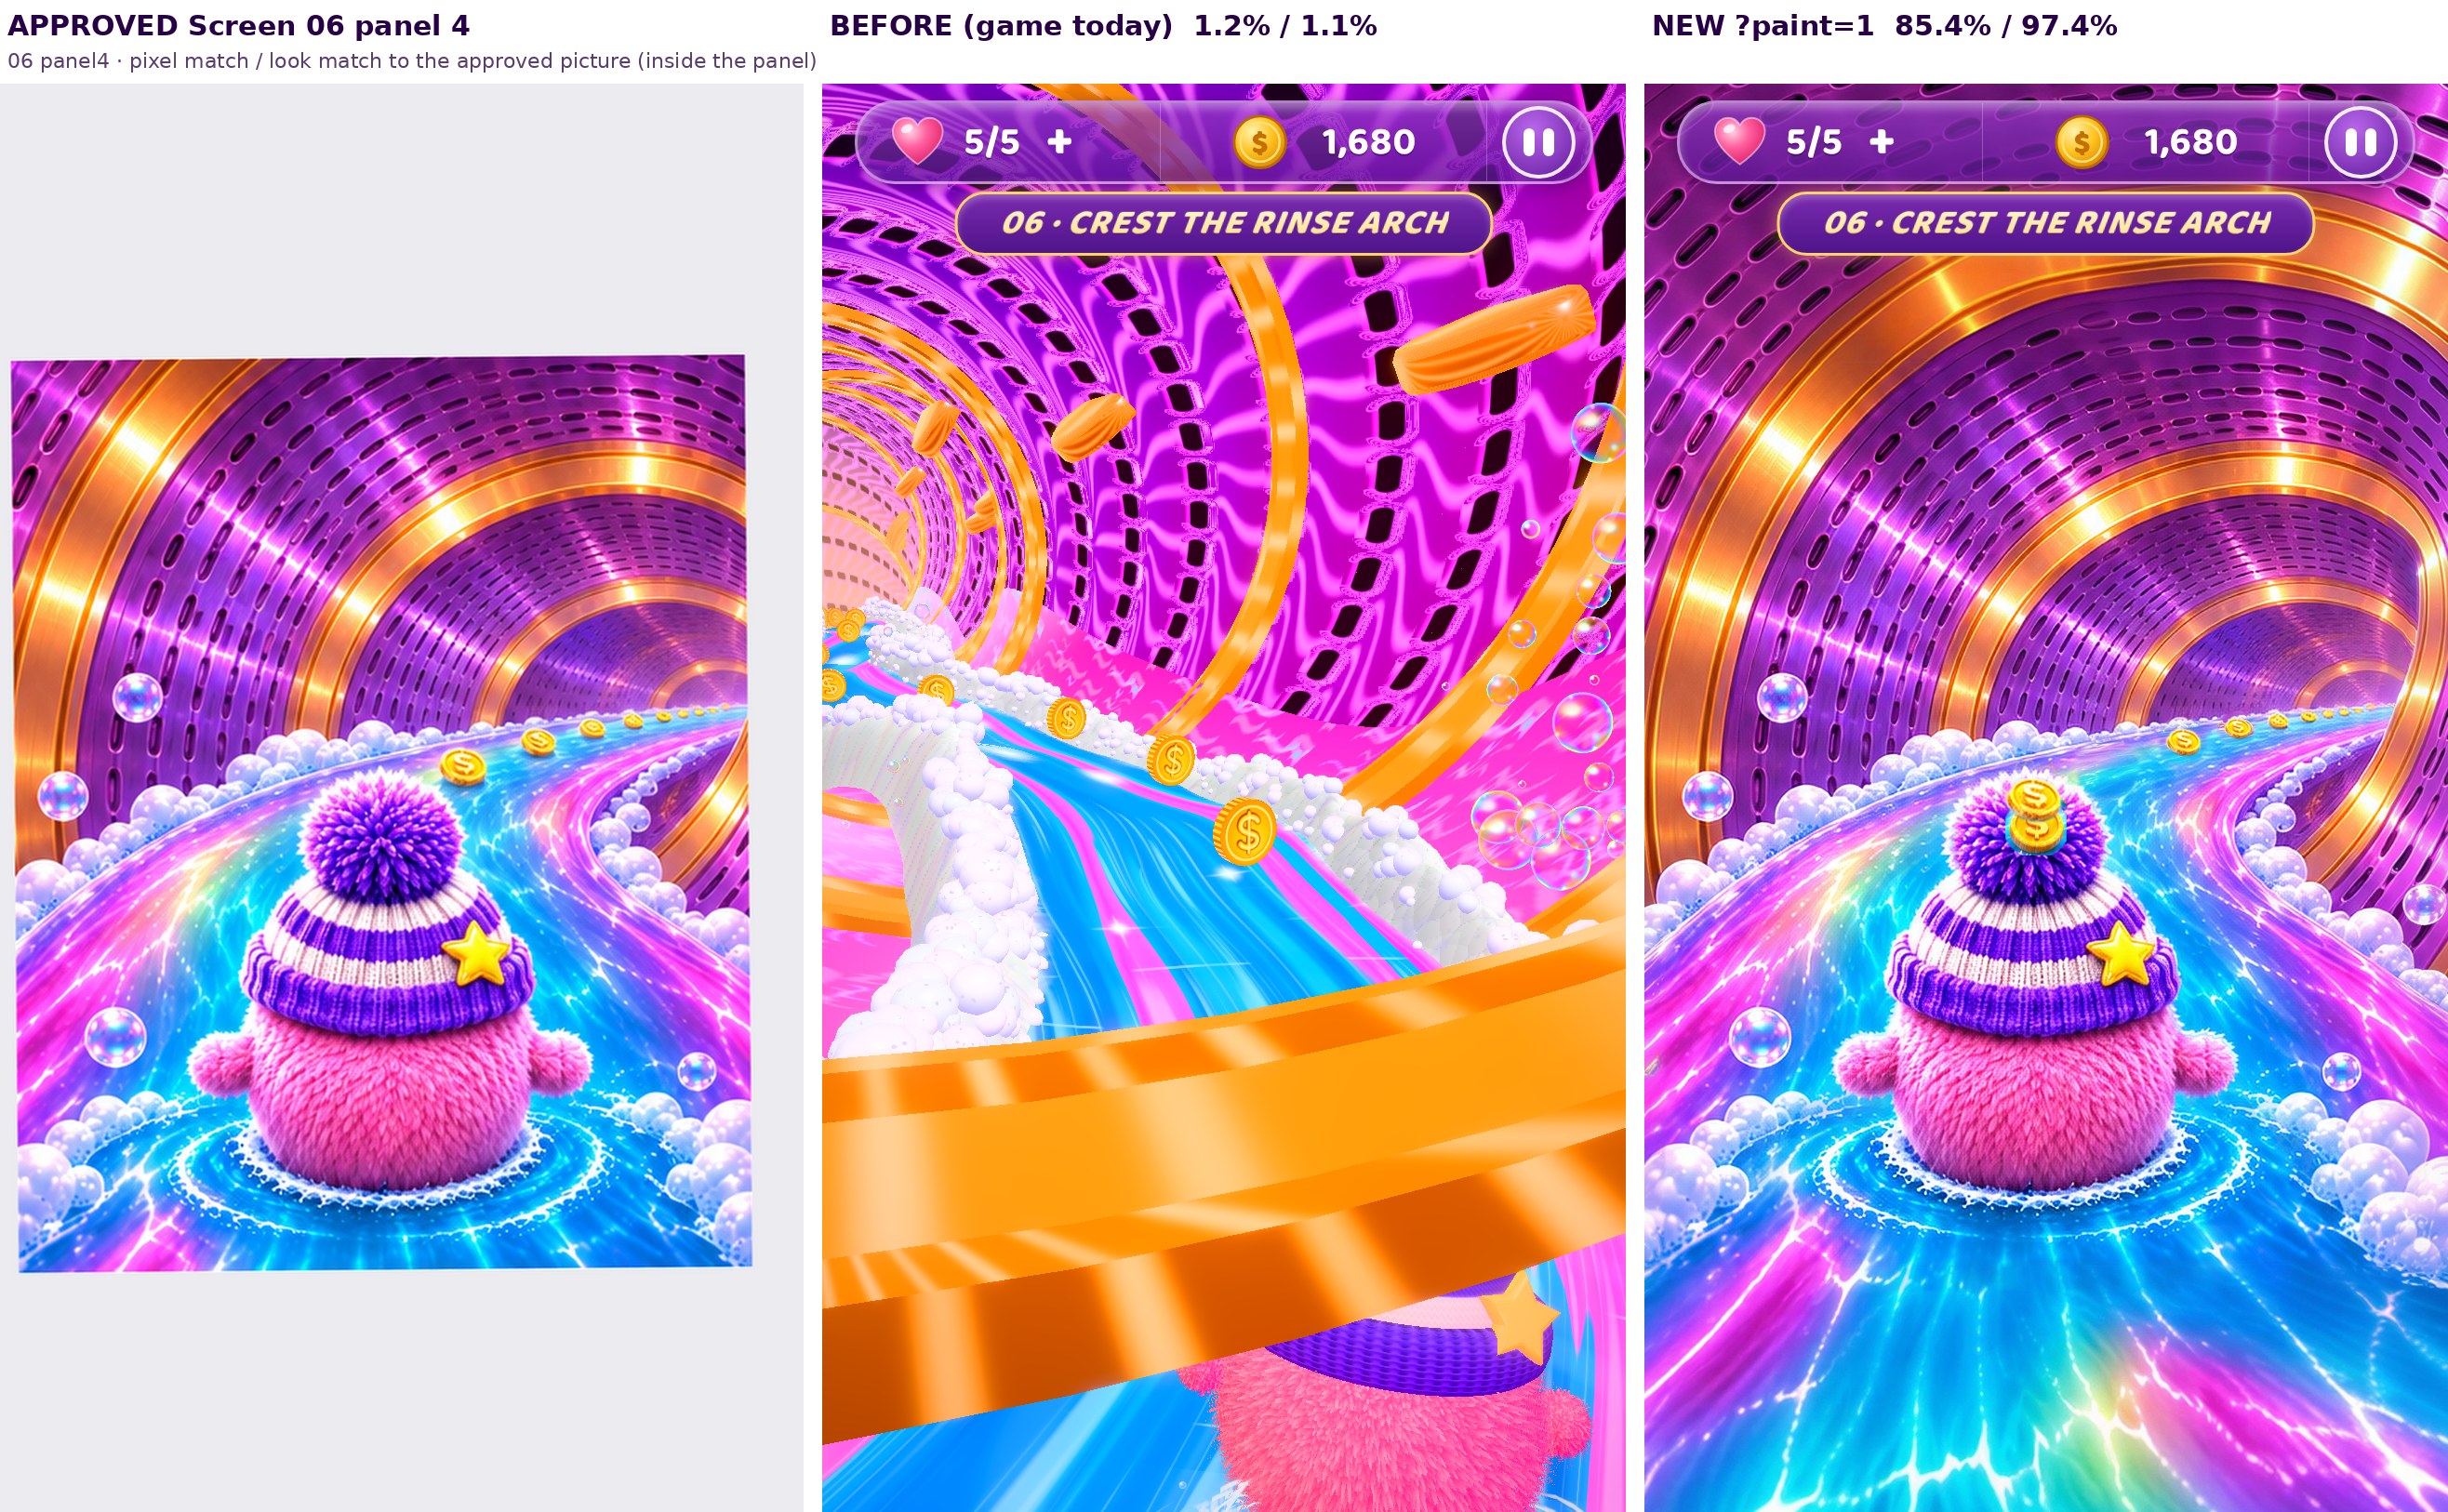 APPROVED Screen 06 panel 4
06 panel4 · pixel match / look match to the approved picture (inside the panel)
BEFORE (game today) 1.2% / 1.1%
5/5 +
$
1,680
06 · CREST THE RINSE ARCH
NEW ?paint=1 85.4% / 97.4%
5/5 +
$
1,680
06 · CREST THE RINSE ARCH